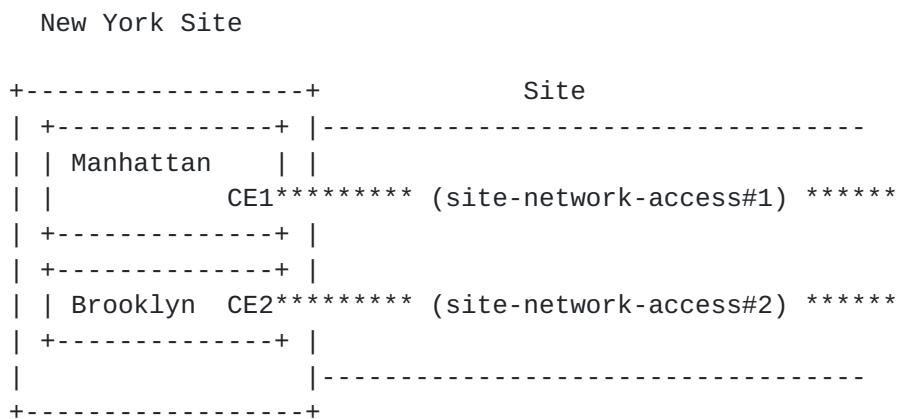 New York Site
+------------------+                Site
| +--------------+ |-----------------------------------
| | Manhattan    | |
| |           CE1********* (site-network-access#1) ******
| +--------------+ |
| +--------------+ |
| | Brooklyn  CE2********* (site-network-access#2) ******
| +--------------+ |
|                  |-----------------------------------
+------------------+